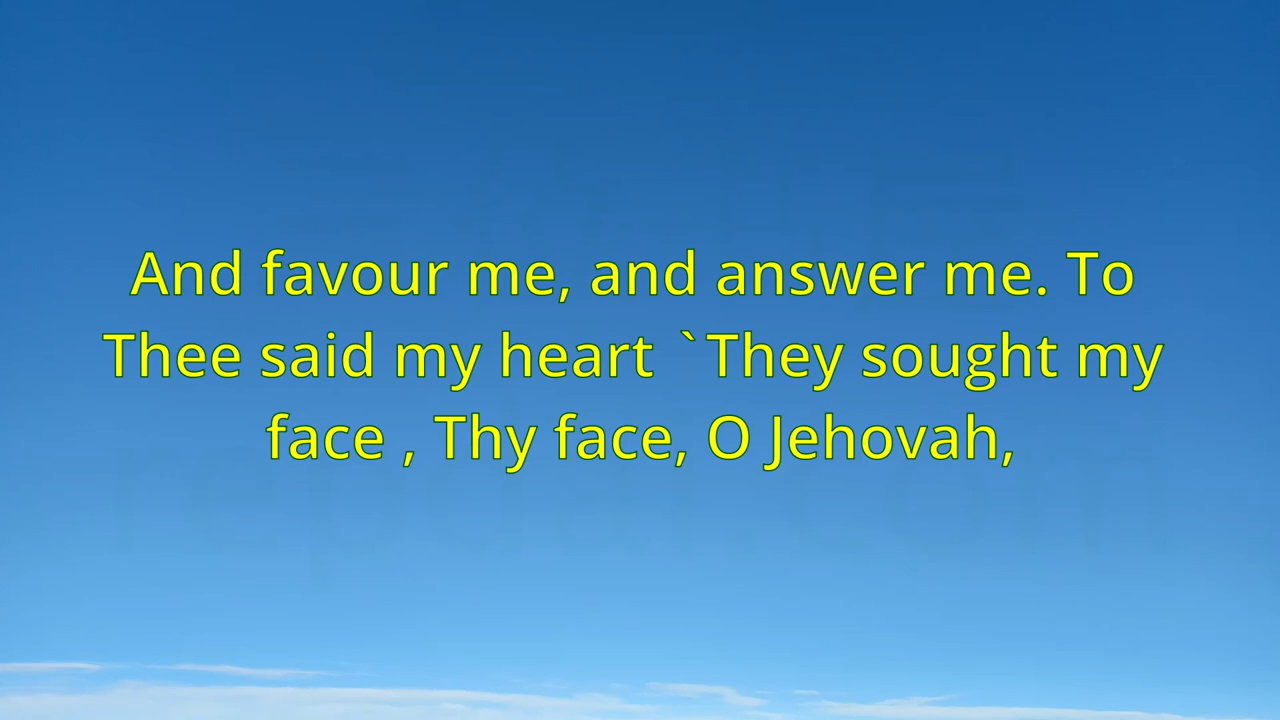 And favour me, and answer me. To
Thee said my heart `They sought my
face , Thy face, O Jehovah,